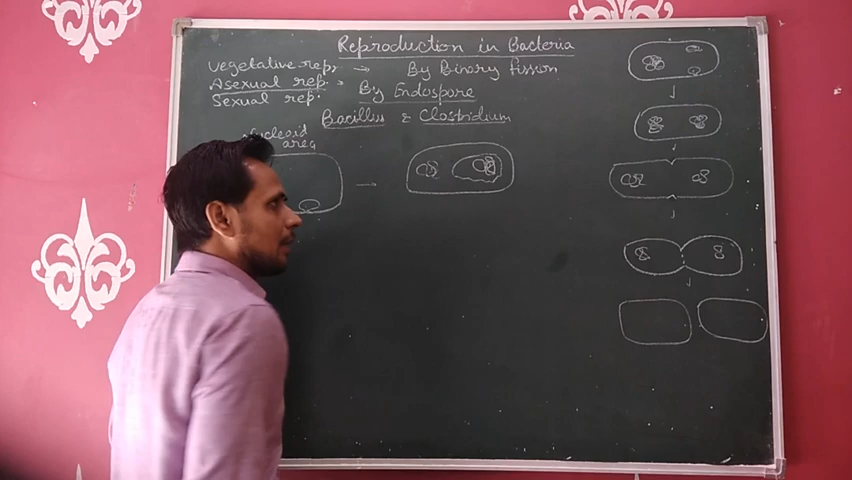 Reproduction in Bacteria
Vegetative rep. → By Binary fission
Asexual rep. By Endospore
Sexual rep.
Bacillus & Clostridium
nucleoid
area